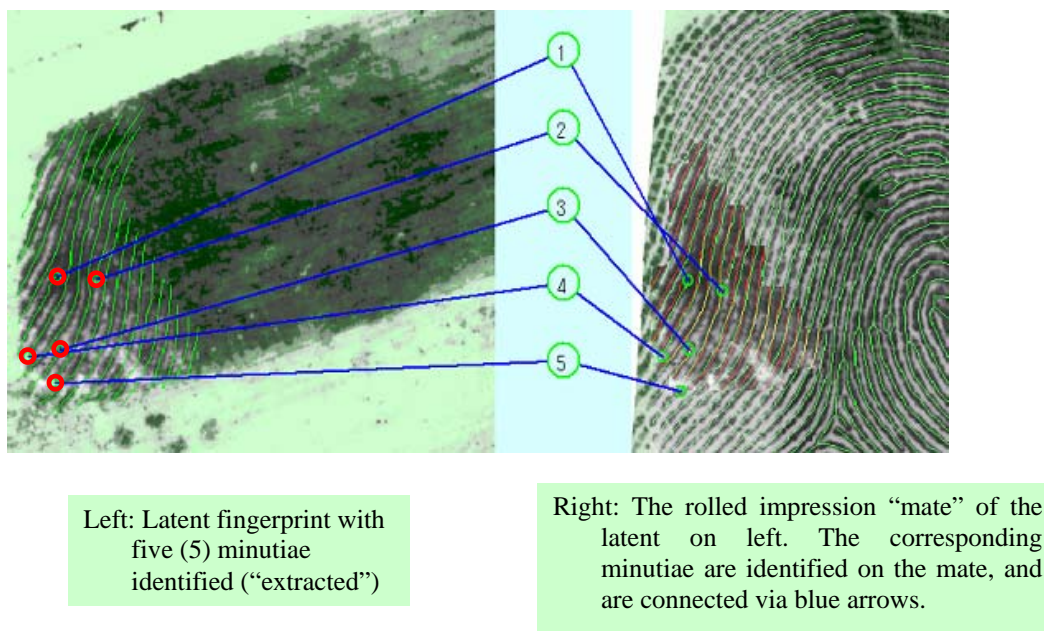 1
2
3
4
5
Left: Latent fingerprint with
five (5) minutiae
identified (“extracted”)
Right: The rolled impression “mate” of the
latent on left. The corresponding
minutiae are identified on the mate, and
are connected via blue arrows.